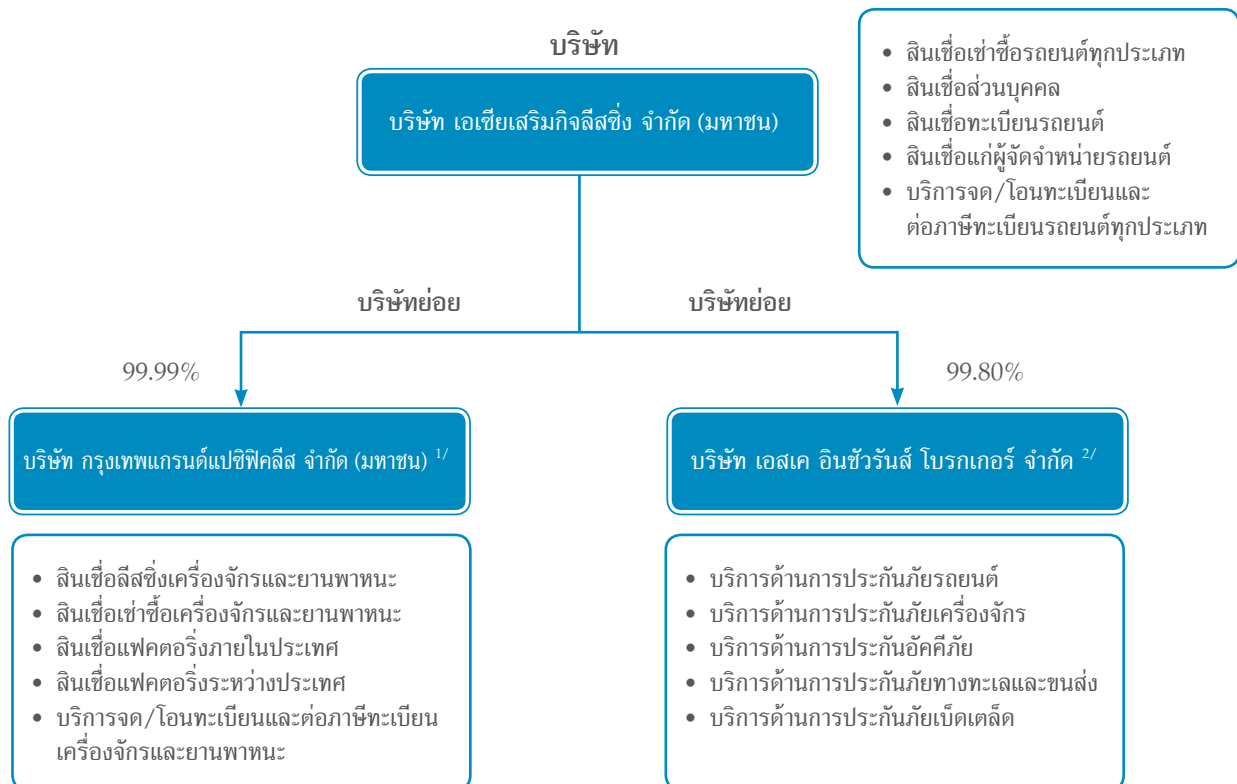 บริษัท
บริษัท เอเซียเสริมกิจลีสซิ่ง จำกัด (มหาชน)
• สินเชื่อเช่าซื้อรถยนต์ทุกประเภท
• สินเชื่อส่วนบุคคล
• สินเชื่อทะเบียนรถยนต์
• สินเชื่อแก่ผู้จัดจำหน่ายรถยนต์
• บริการจด/โอนทะเบียนและ
ต่อภาษีทะเบียนรถยนต์ทุกประเภท
บริษัทย่อย
บริษัทย่อย
99.99%
99.80%
บริษัท กรุงเทพแกรนด์แปซิฟิคลีส จำกัด (มหาชน) 1/
• สินเชื่อลีสซิ่งเครื่องจักรและยานพาหนะ
• สินเชื่อเช่าซื้อเครื่องจักรและยานพาหนะ
• สินเชื่อแฟคตอริ่งภายในประเทศ
• สินเชื่อแฟคตอริ่งระหว่างประเทศ
• บริการจด/โอนทะเบียนและต่อภาษีทะเบียน
เครื่องจักรและยานพาหนะ
บริษัท เอสเค อินชัวรันส์ โบรกเกอร์ จำกัด 2/
• บริการด้านการประกันภัยรถยนต์
• บริการด้านการประกันภัยเครื่องจักร
• บริการด้านการประกันอัคคีภัย
• บริการด้านการประกันภัยทางทะเลและขนส่ง
• บริการด้านการประกันภัยเบ็ดเตล็ด